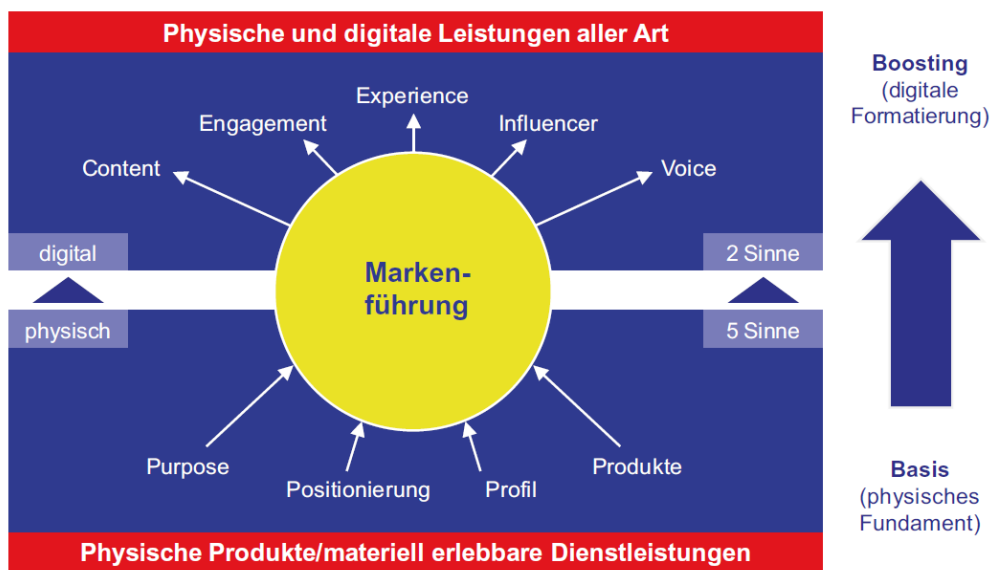 Physische und digitale Leistungen aller Art
Experience
Engagement
Influencer
Content
Voice
digital
2 Sinne
Marken-
führung
physisch
5 Sinne
Purpose
Positionierung
Profil
Produkte
Physische Produkte/materiell erlebbare Dienstleistungen
Boosting
(digitale
Formatierung)
Basis
(physisches
Fundament)